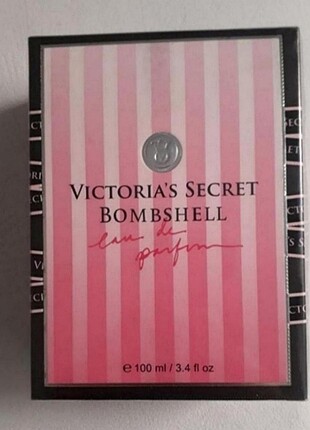 VICTORIA'S SECRET
BOMBSHELL
eau de
parfum
℮ 100 ml / 3.4 fl oz